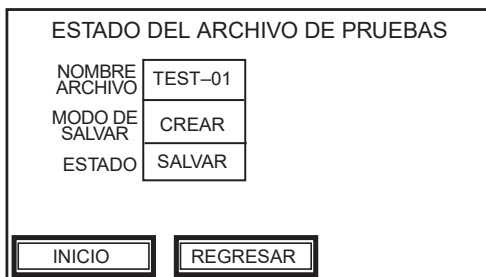 ESTADO DEL ARCHIVO DE PRUEBAS
NOMBRE
ARCHIVO
TEST–01
MODO DE
SALVAR
CREAR
ESTADO
SALVAR
INICIO
REGRESAR